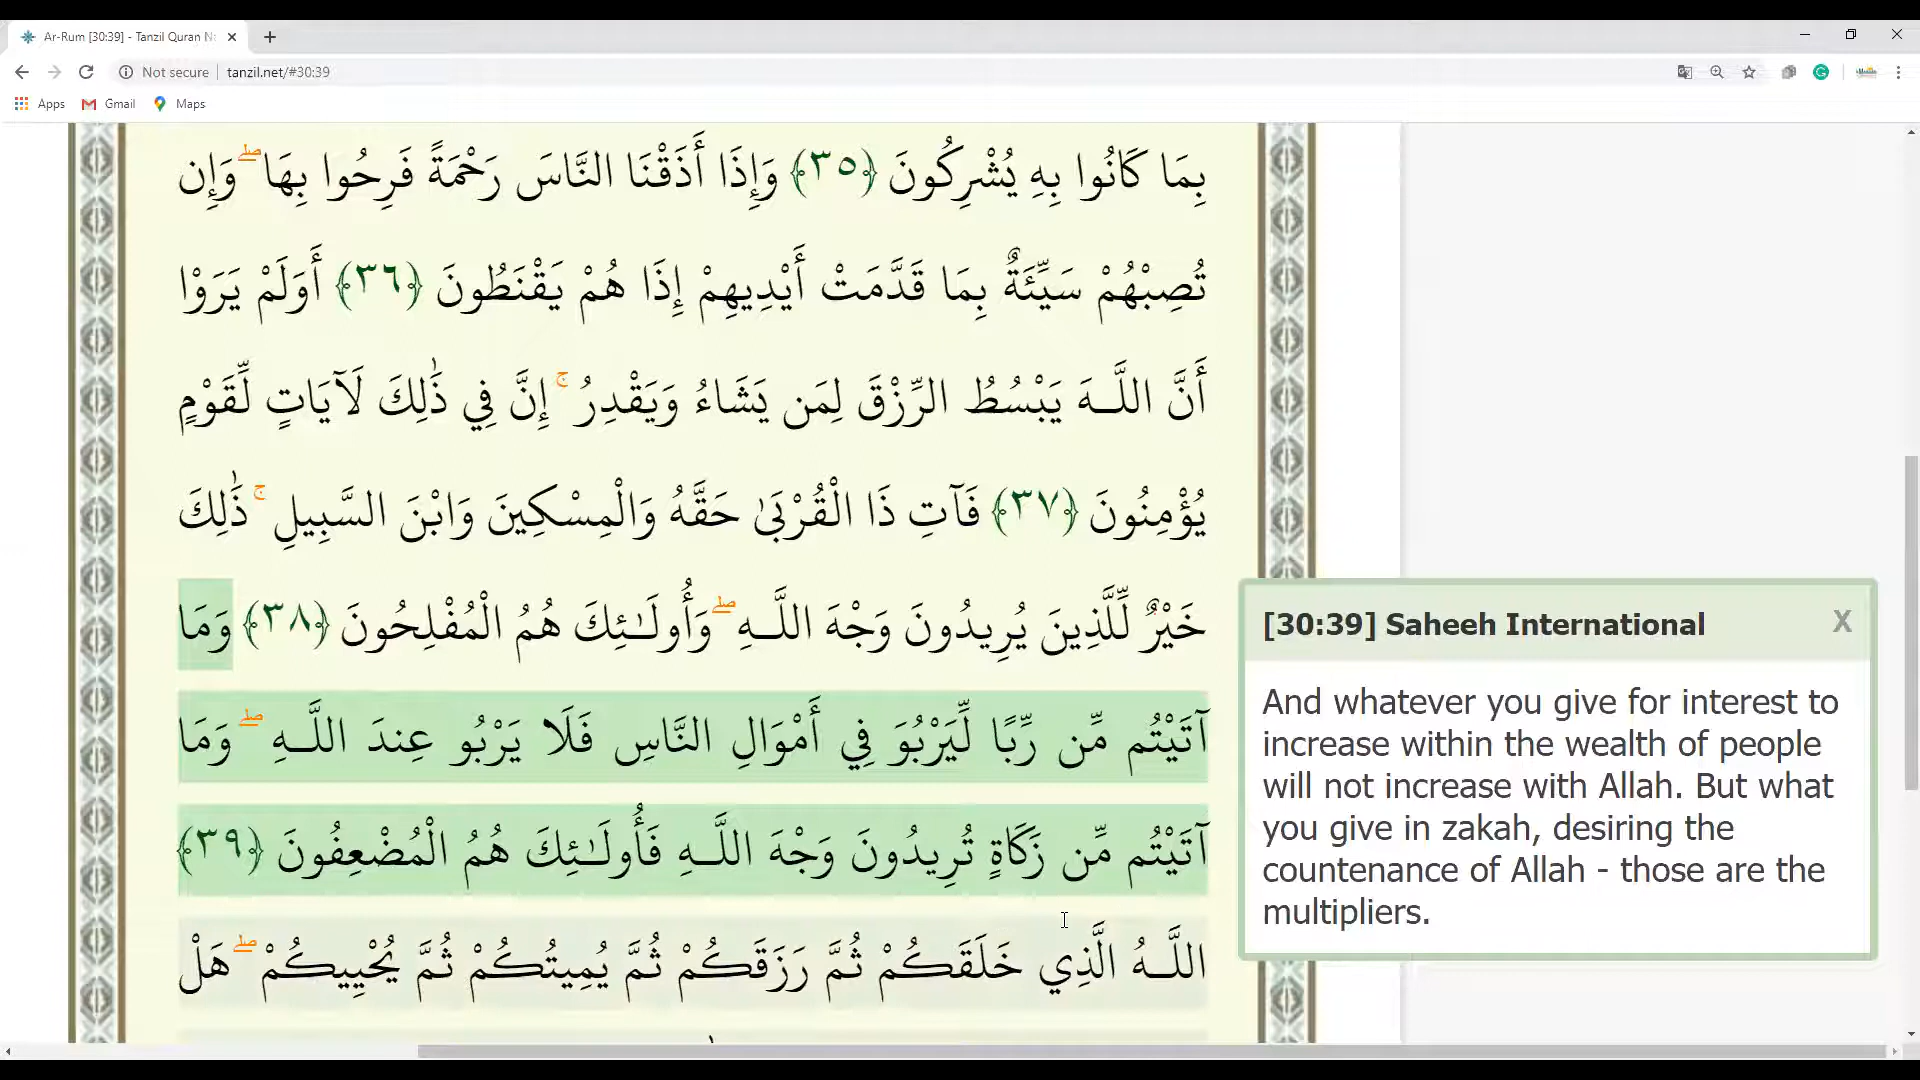 Ar-Rum [30:39] - Tanzil Quran N
Not secure | tanzil.net/#30:39
Apps Gmail Maps
بِمَا كَانُوا بِهِ يُشْرِكُونَ ﴿٣٥﴾ وَإِذَا أَذَقْنَا النَّاسَ رَحْمَةً فَرِحُوا بِهَا ۖ وَإِن
تُصِبْهُمْ سَيِّئَةٌ بِمَا قَدَّمَتْ أَيْدِيهِمْ إِذَا هُمْ يَقْنَطُونَ ﴿٣٦﴾ أَوَلَمْ يَرَوْا
أَنَّ اللَّـهَ يَبْسُطُ الرِّزْقَ لِمَن يَشَاءُ وَيَقْدِرُ ۚ إِنَّ فِي ذَٰلِكَ لَآيَاتٍ لِّقَوْمٍ
يُؤْمِنُونَ ﴿٣٧﴾ فَآتِ ذَا الْقُرْبَىٰ حَقَّهُ وَالْمِسْكِينَ وَابْنَ السَّبِيلِ ۚ ذَٰلِكَ
خَيْرٌ لِّلَّذِينَ يُرِيدُونَ وَجْهَ اللَّـهِ ۖ وَأُولَـٰئِكَ هُمُ الْمُفْلِحُونَ ﴿٣٨﴾ وَمَا
آتَيْتُم مِّن رِّبًا لِّيَرْبُوَ فِي أَمْوَالِ النَّاسِ فَلَا يَرْبُو عِندَ اللَّـهِ ۖ وَمَا
آتَيْتُم مِّن زَكَاةٍ تُرِيدُونَ وَجْهَ اللَّـهِ فَأُولَـٰئِكَ هُمُ الْمُضْعِفُونَ ﴿٣٩﴾
اللَّـهُ الَّذِي خَلَقَكُمْ ثُمَّ رَزَقَكُمْ ثُمَّ يُمِيتُكُمْ ثُمَّ يُحْيِيكُمْ ۖ هَلْ
[30:39] Saheeh International X
And whatever you give for interest to
increase within the wealth of people
will not increase with Allah. But what
you give in zakah, desiring the
countenance of Allah - those are the
multipliers.